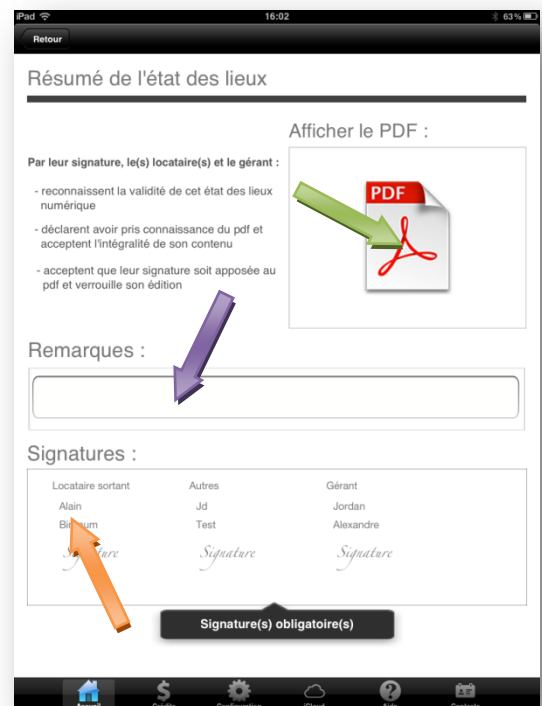 iPad 16:02 63%
Retour
Résumé de l'état des lieux
Afficher le PDF :
Par leur signature, le(s) locataire(s) et le gérant :
- reconnaissent la validité de cet état des lieux
numérique
- déclarent avoir pris connaissance du pdf et
acceptent l'intégralité de son contenu
- acceptent que leur signature soit apposée au
pdf et verrouille son édition
PDF
Remarques :
Signatures :
Locataire sortant Autres Gérant
Alain Jd Jordan
Test Alexandre
Signature Signature Signature
Signature(s) obligatoire(s)
Accueil Crédits Configuration iCloud Aide Contacts